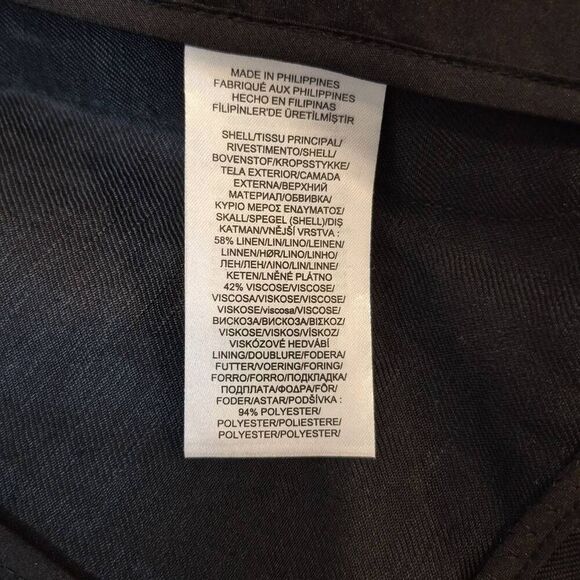 MADE IN PHILIPPINES
FABRIQUÉ AUX PHILIPPINES
HECHO EN FILIPINAS
FİLİPİNLER'DE ÜRETİLMİŞTİR
SHELL/TISSU PRINCIPAL/
RIVESTIMENTO/SHELL/
BOVENSTOF/KROPSSTYKKE/
TELA EXTERIOR/CAMADA
EXTERNA/ВЕРХНИЙ
МАТЕРИАЛ/ОБВИВКА/
ΚΥΡΙΟ ΜΕΡΟΣ ΕΝΔΥΜΑΤΟΣ/
SKALL/SPEGEL (SHELL)/DIŞ
KATMAN/VNĚJŠÍ VRSTVA :
58% LINEN/LIN/LINO/LEINEN/
LINNEN/HØR/LINO/LINHO/
ЛЕН/ЛЕН/ΛΙΝΟ/LIN/LINNE/
KETEN/LNĚNÉ PLÁTNO
42% VISCOSE/VISCOSE/
VISCOSA/VISKOSE/VISCOSE/
VISKOSE/viscosa/VISCOSE/
ВИСКОЗА/ВИСКОЗА/ΒΙΣΚΟΖ/
VISKOSE/VISKOS/VİSKOZ/
VISKÓZOVÉ HEDVÁBÍ
LINING/DOUBLURE/FODERA/
FUTTER/VOERING/FORING/
FORRO/FORRO/ПОДКЛАДКА/
ПОДПЛАТА/ΦΟΔΡΑ/FÔR/
FODER/ASTAR/PODŠÍVKA :
94% POLYESTER/
POLYESTER/POLIESTERE/
POLYESTER/POLYESTER/